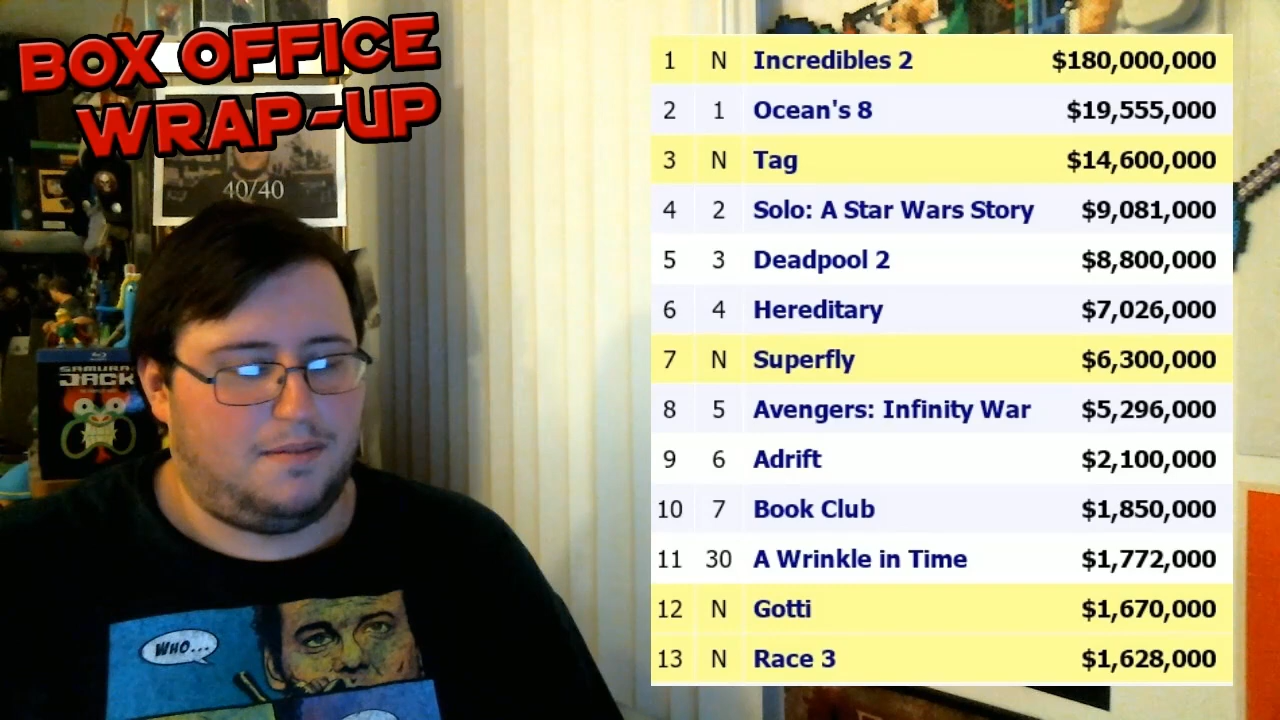 BOX OFFICE
WRAP-UP
40/40
SAMURAI
JACK
WHO...
1 N Incredibles 2 $180,000,000
2 1 Ocean's 8 $19,555,000
3 N Tag $14,600,000
4 2 Solo: A Star Wars Story $9,081,000
5 3 Deadpool 2 $8,800,000
6 4 Hereditary $7,026,000
7 N Superfly $6,300,000
8 5 Avengers: Infinity War $5,296,000
9 6 Adrift $2,100,000
10 7 Book Club $1,850,000
11 30 A Wrinkle in Time $1,772,000
12 N Gotti $1,670,000
13 N Race 3 $1,628,000